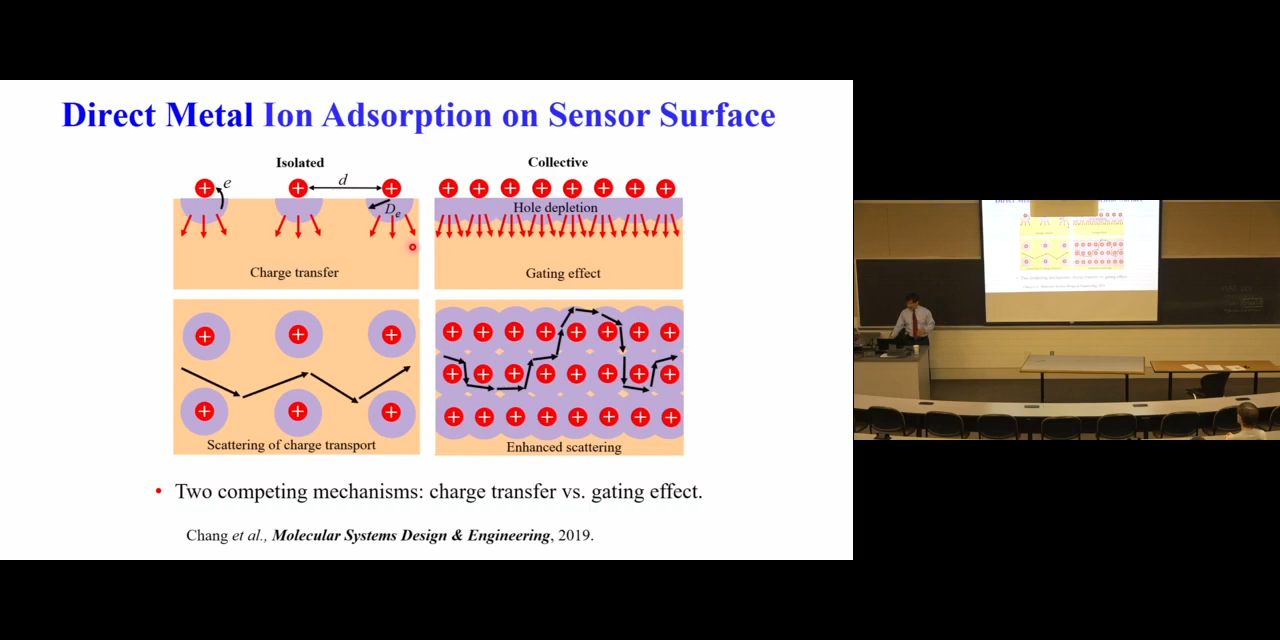 Direct Metal Ion Adsorption on Sensor Surface
Isolated
Collective
e
d
D_e
Hole depletion
Charge transfer
Gating effect
Scattering of charge transport
Enhanced scattering
• Two competing mechanisms: charge transfer vs. gating effect.
Chang et al., Molecular Systems Design & Engineering, 2019.